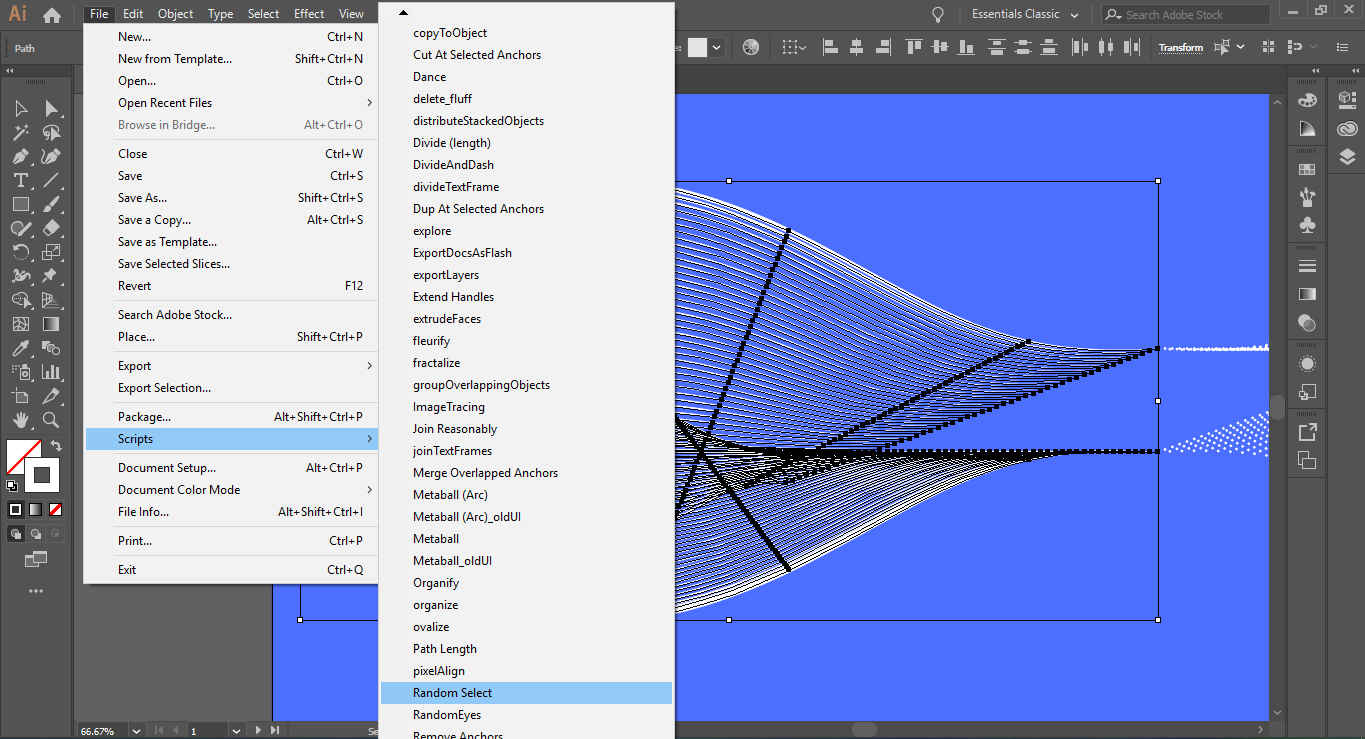 Ai
File Edit Object Type Select Effect View
Essentials Classic
Search Adobe Stock
Path
Transform
New... Ctrl+N
New from Template... Shift+Ctrl+N
Open... Ctrl+O
Open Recent Files
Browse in Bridge... Alt+Ctrl+O
Close Ctrl+W
Save Ctrl+S
Save As... Shift+Ctrl+S
Save a Copy... Alt+Ctrl+S
Save as Template...
Save Selected Slices...
Revert F12
Search Adobe Stock...
Place... Shift+Ctrl+P
Export
Export Selection...
Package... Alt+Shift+Ctrl+P
Scripts
Document Setup... Alt+Ctrl+P
Document Color Mode
File Info... Alt+Shift+Ctrl+I
Print... Ctrl+P
Exit Ctrl+Q
copyToObject
Cut At Selected Anchors
Dance
delete_fluff
distributeStackedObjects
Divide (length)
DivideAndDash
divideTextFrame
Dup At Selected Anchors
explore
ExportDocsAsFlash
exportLayers
Extend Handles
extrudeFaces
fleurify
fractalize
groupOverlappingObjects
ImageTracing
Join Reasonably
joinTextFrames
Merge Overlapped Anchors
Metaball (Arc)
Metaball (Arc)_oldUI
Metaball
Metaball_oldUI
Organify
organize
ovalize
Path Length
pixelAlign
Random Select
RandomEyes
Remove Anchors
66.67% 1 Se